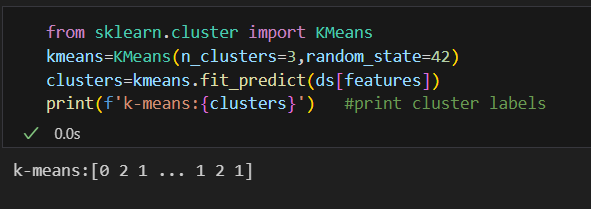 from sklearn.cluster import KMeans
kmeans=KMeans(n_clusters=3,random_state=42)
clusters=kmeans.fit_predict(ds[features])
print(f'k-means:{clusters}')   #print cluster labels
0.0s
k-means:[0 2 1 ... 1 2 1]